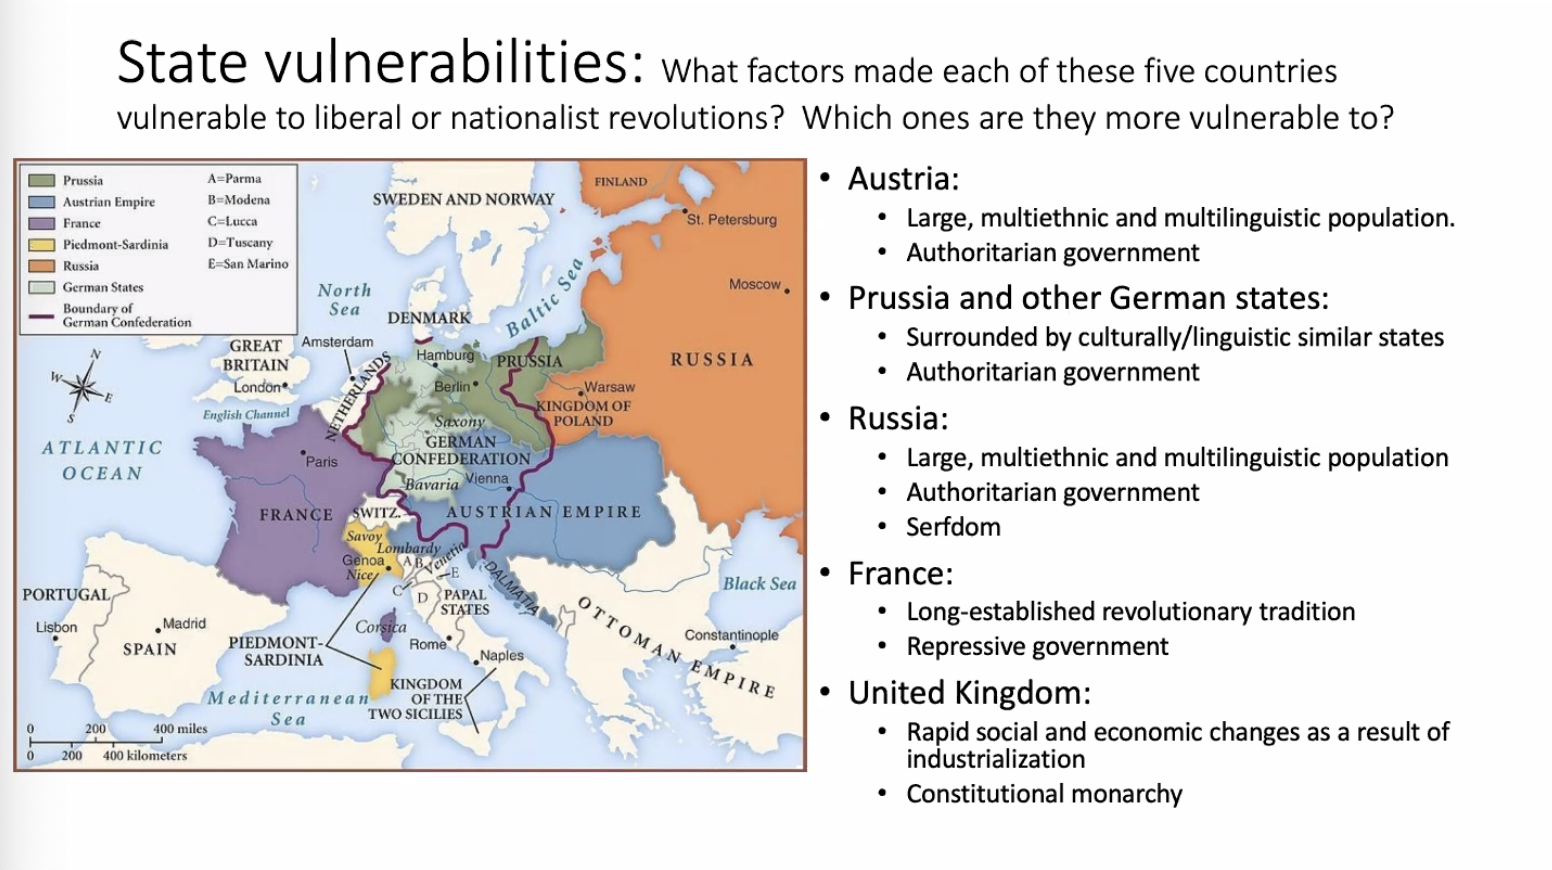 State vulnerabilities: What factors made each of these five countries
vulnerable to liberal or nationalist revolutions? Which ones are they more vulnerable to?
Prussia
Austrian Empire
France
Piedmont-Sardinia
Russia
German States
Boundary of
German Confederation
A=Parma
B=Modena
C=Lucca
D=Tuscany
E=San Marino
FINLAND
SWEDEN AND NORWAY
St. Petersburg
Moscow
North
Sea
Baltic Sea
DENMARK
GREAT
BRITAIN
Amsterdam
Hamburg
PRUSSIA
RUSSIA
N
W
E
S
London
NETHERLANDS
Berlin
Warsaw
English Channel
KINGDOM OF
POLAND
Saxony
ATLANTIC
OCEAN
GERMAN
CONFEDERATION
Paris
Bavaria
Vienna
FRANCE
SWITZ.
AUSTRIAN EMPIRE
Savoy
Lombardy
Venetia
Genoa
Nice
A
B
C
D
E
DALMATIA
Black Sea
PORTUGAL
PAPAL
STATES
OTTOMAN EMPIRE
Lisbon
Madrid
SPAIN
Corsica
Rome
Constantinople
PIEDMONT-
SARDINIA
Naples
KINGDOM
OF THE
TWO SICILIES
Mediterranean
Sea
0 200 400 miles
0 200 400 kilometers
• Austria:
• Large, multiethnic and multilinguistic population.
• Authoritarian government
• Prussia and other German states:
• Surrounded by culturally/linguistic similar states
• Authoritarian government
• Russia:
• Large, multiethnic and multilinguistic population
• Authoritarian government
• Serfdom
• France:
• Long-established revolutionary tradition
• Repressive government
• United Kingdom:
• Rapid social and economic changes as a result of
industrialization
• Constitutional monarchy